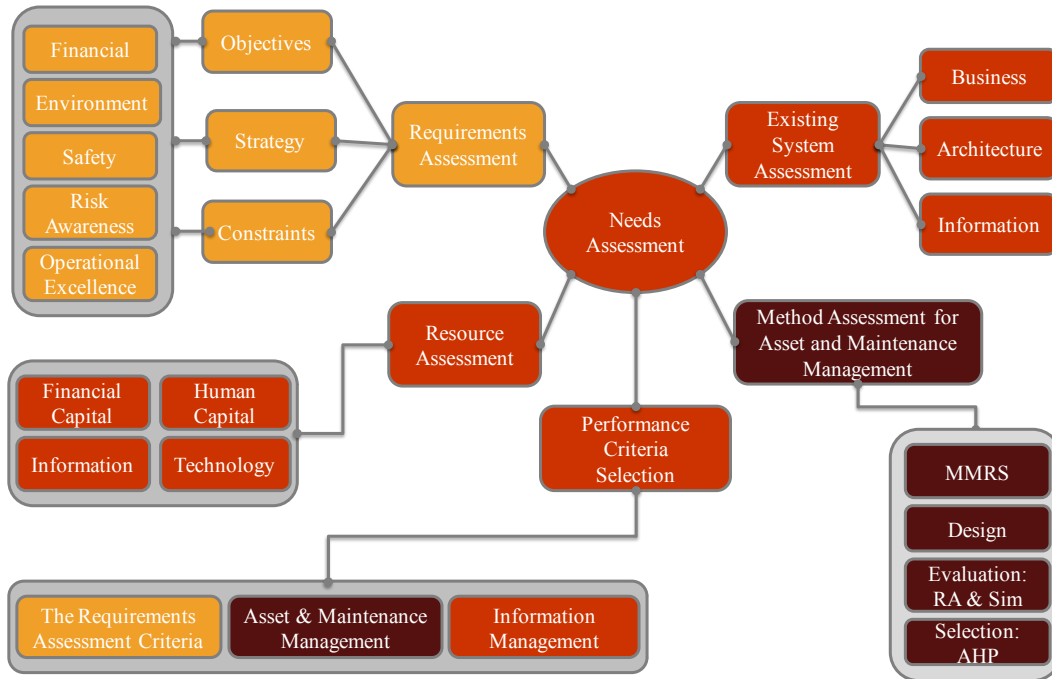 Financial
Environment
Safety
Risk
Awareness
Operational
Excellence
Objectives
Strategy
Constraints
Requirements
Assessment
Needs
Assessment
Existing
System
Assessment
Business
Architecture
Information
Resource
Assessment
Financial
Capital
Human
Capital
Information
Technology
Performance
Criteria
Selection
Method Assessment for
Asset and Maintenance
Management
MMRS
Design
Evaluation:
RA & Sim
Selection:
AHP
The Requirements
Assessment Criteria
Asset & Maintenance
Management
Information
Management